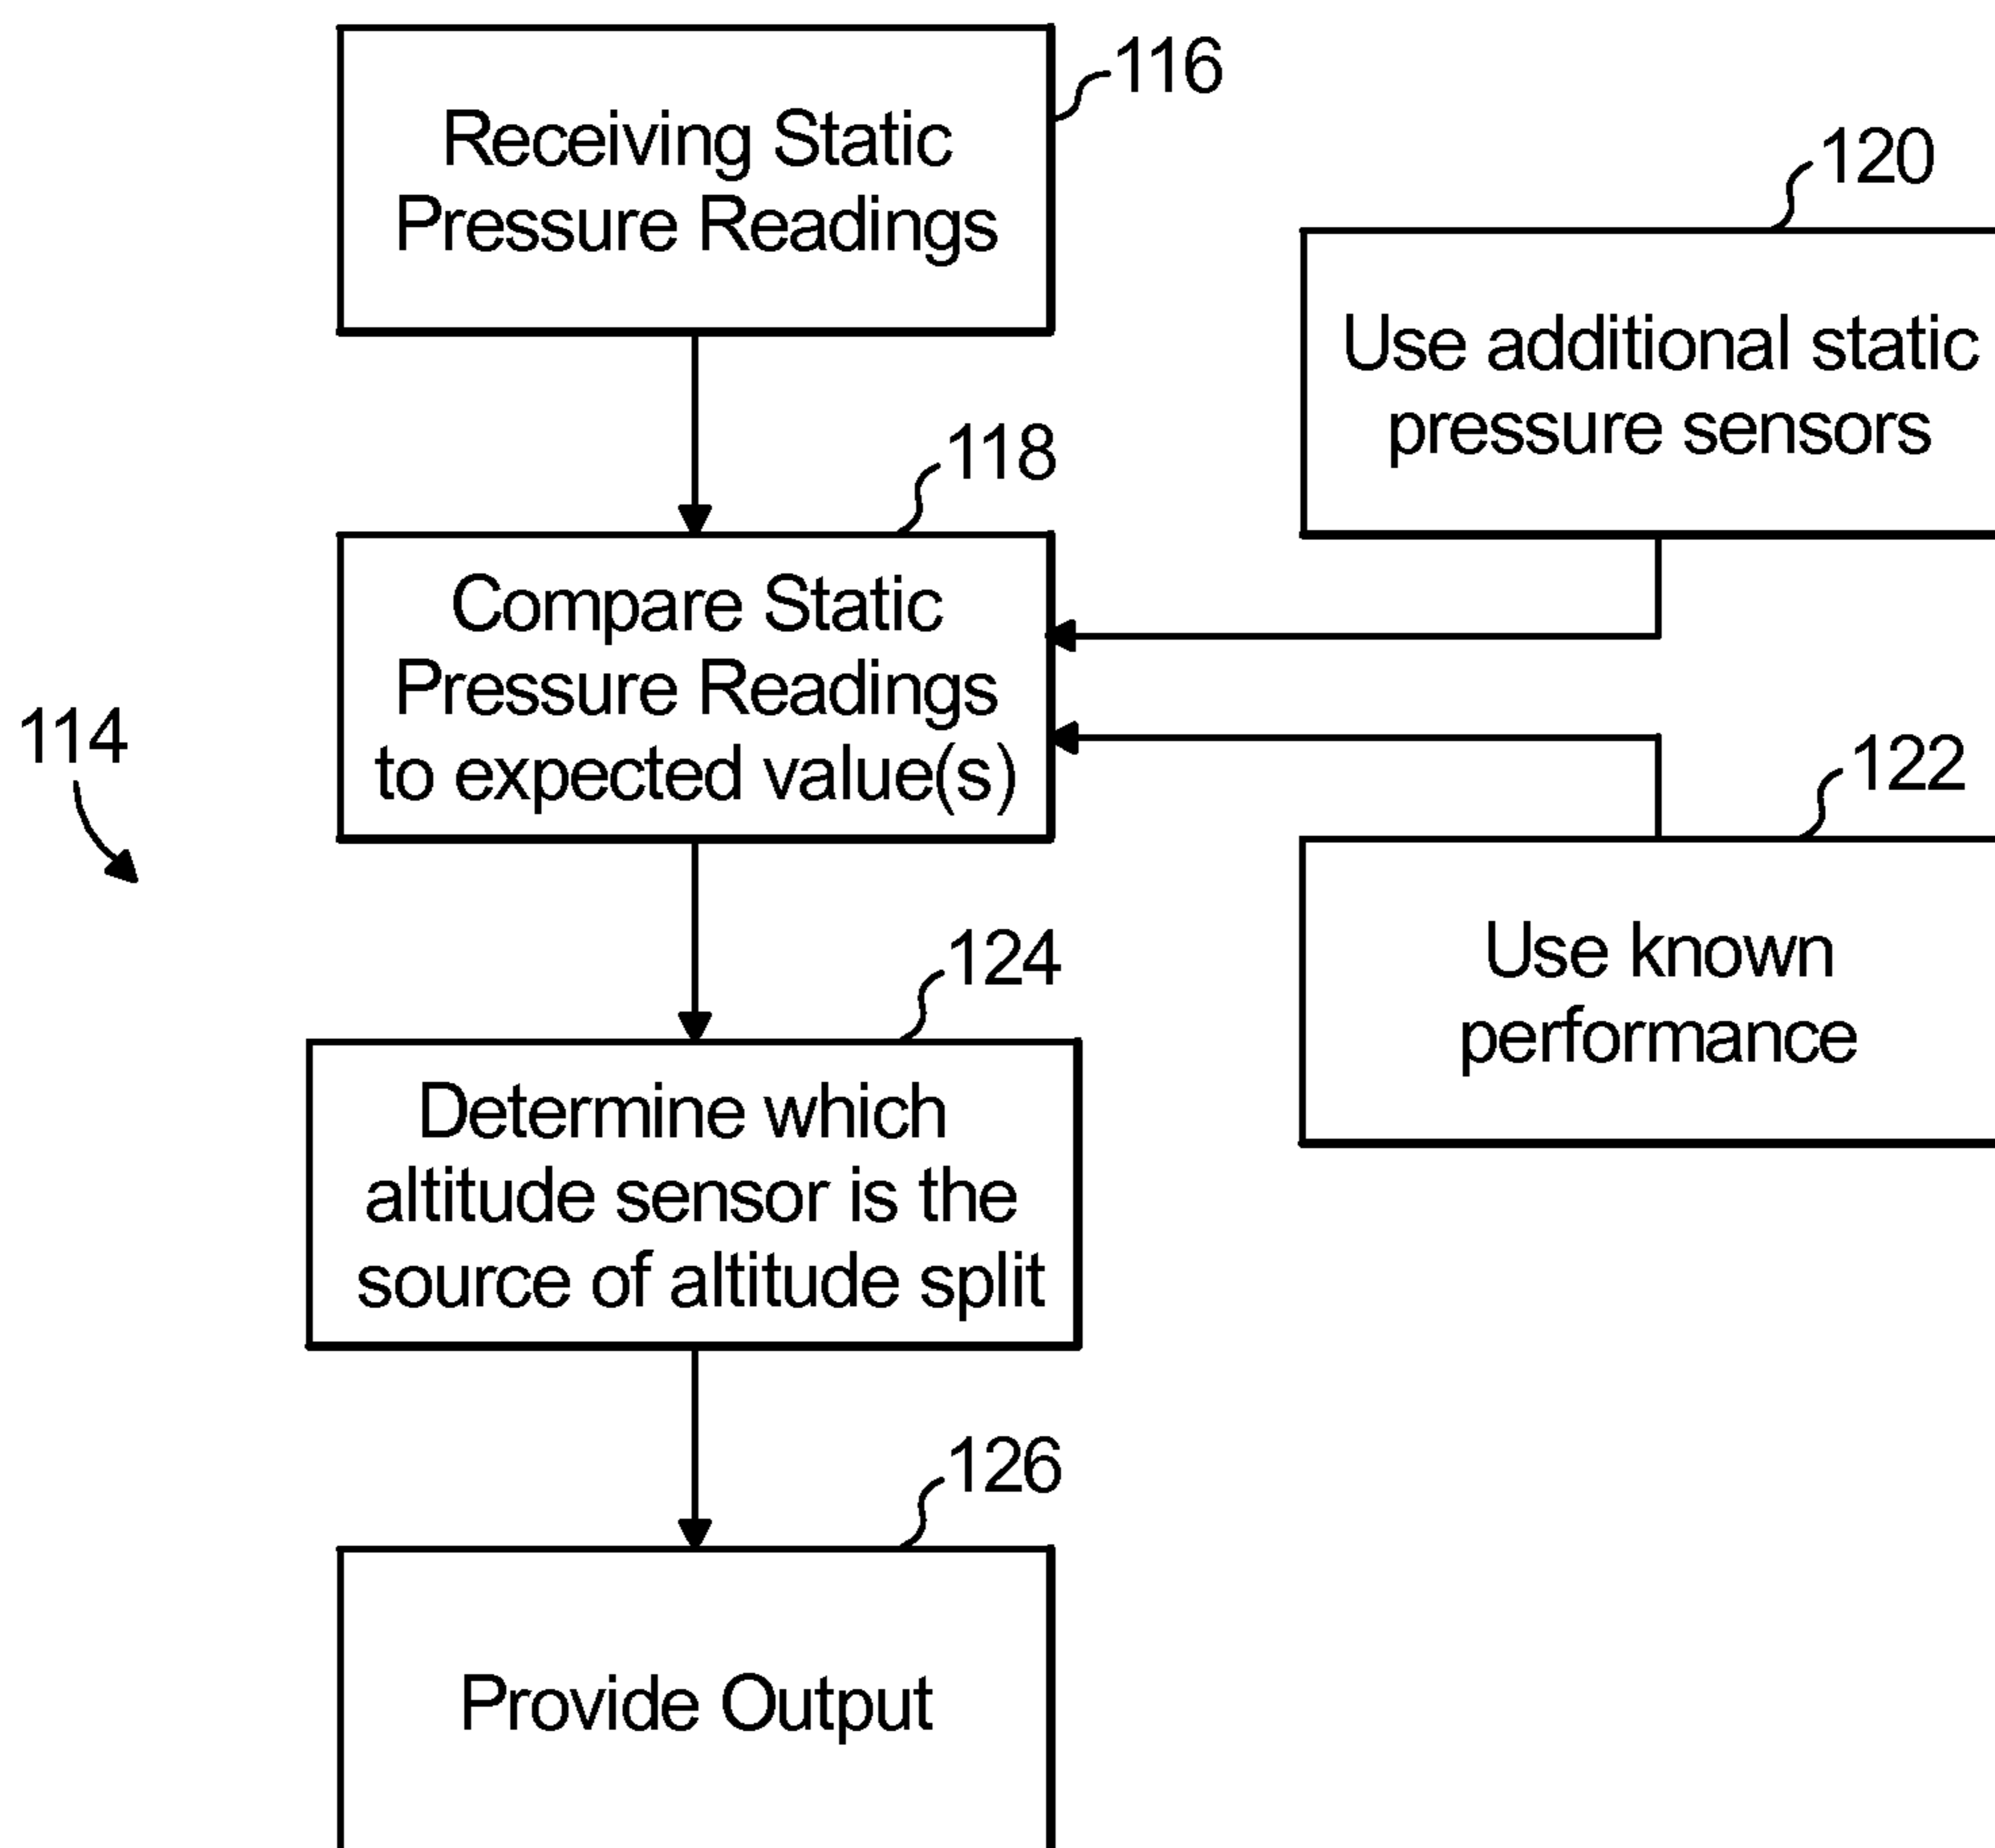 116
Receiving Static
Pressure Readings
120
Use additional static
pressure sensors
118
Compare Static
Pressure Readings
to expected value(s)
114
122
Use known
performance
124
Determine which
altitude sensor is the
source of altitude split
126
Provide Output